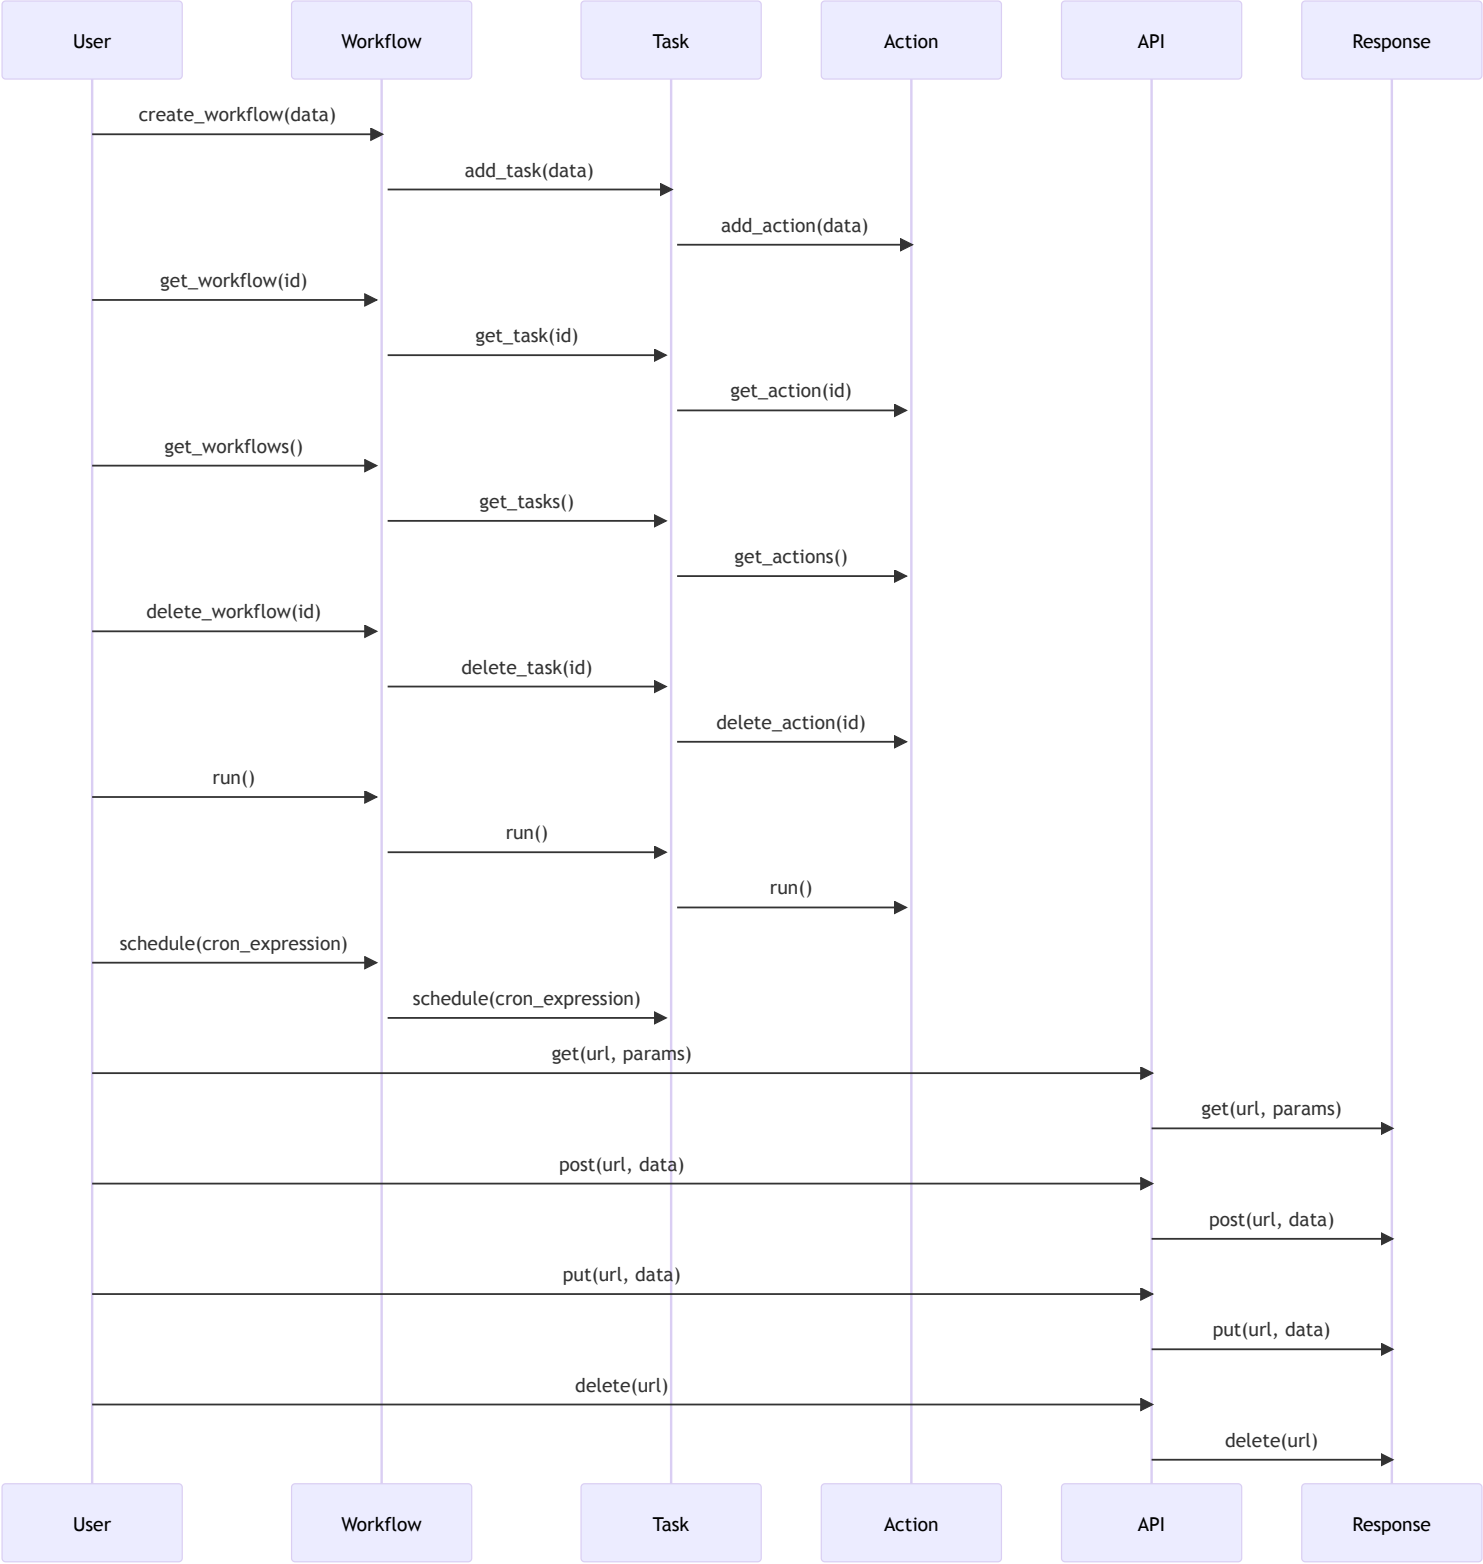 User
Workflow
Task
Action
API
Response
create_workflow(data)
add_task(data)
add_action(data)
get_workflow(id)
get_task(id)
get_action(id)
get_workflows()
get_tasks()
get_actions()
delete_workflow(id)
delete_task(id)
delete_action(id)
run()
run()
run()
schedule(cron_expression)
schedule(cron_expression)
get(url, params)
get(url, params)
post(url, data)
post(url, data)
put(url, data)
put(url, data)
delete(url)
delete(url)
User
Workflow
Task
Action
API
Response